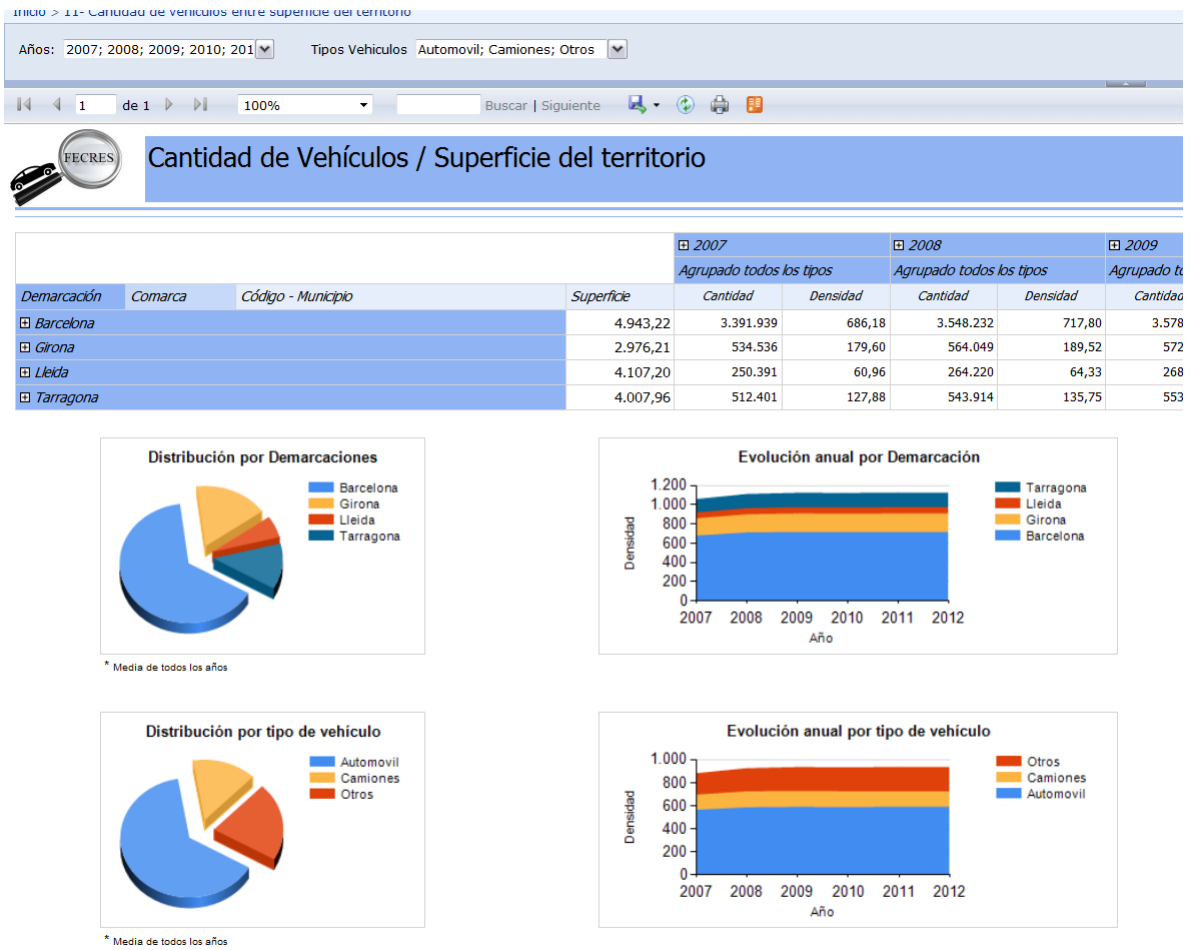 Inicio > 11- Cantidad de vehículos entre superficie del territorio
Años: 2007; 2008; 2009; 2010; 201 Tipos Vehiculos Automovil; Camiones; Otros
1 de 1 100% Buscar | Siguiente
FECRES
Cantidad de Vehículos / Superficie del territorio
2007 2008 2009
Agrupado todos los tipos Agrupado todos los tipos Agrupado to
Demarcación Comarca Código - Municipio Superficie Cantidad Densidad Cantidad Densidad Cantidad
Barcelona 4.943,22 3.391.939 686,18 3.548.232 717,80 3.578
Girona 2.976,21 534.536 179,60 564.049 189,52 572
Lleida 4.107,20 250.391 60,96 264.220 64,33 268
Tarragona 4.007,96 512.401 127,88 543.914 135,75 553
Distribución por Demarcaciones
Barcelona
Girona
Lleida
Tarragona
* Media de todos los años
Evolución anual por Demarcación
1.200
1.000
800
600
400
200
0
Densidad
2007 2008 2009 2010 2011 2012
Año
Tarragona
Lleida
Girona
Barcelona
Distribución por tipo de vehículo
Automovil
Camiones
Otros
* Media de todos los años
Evolución anual por tipo de vehículo
1.000
800
600
400
200
0
Densidad
2007 2008 2009 2010 2011 2012
Año
Otros
Camiones
Automovil